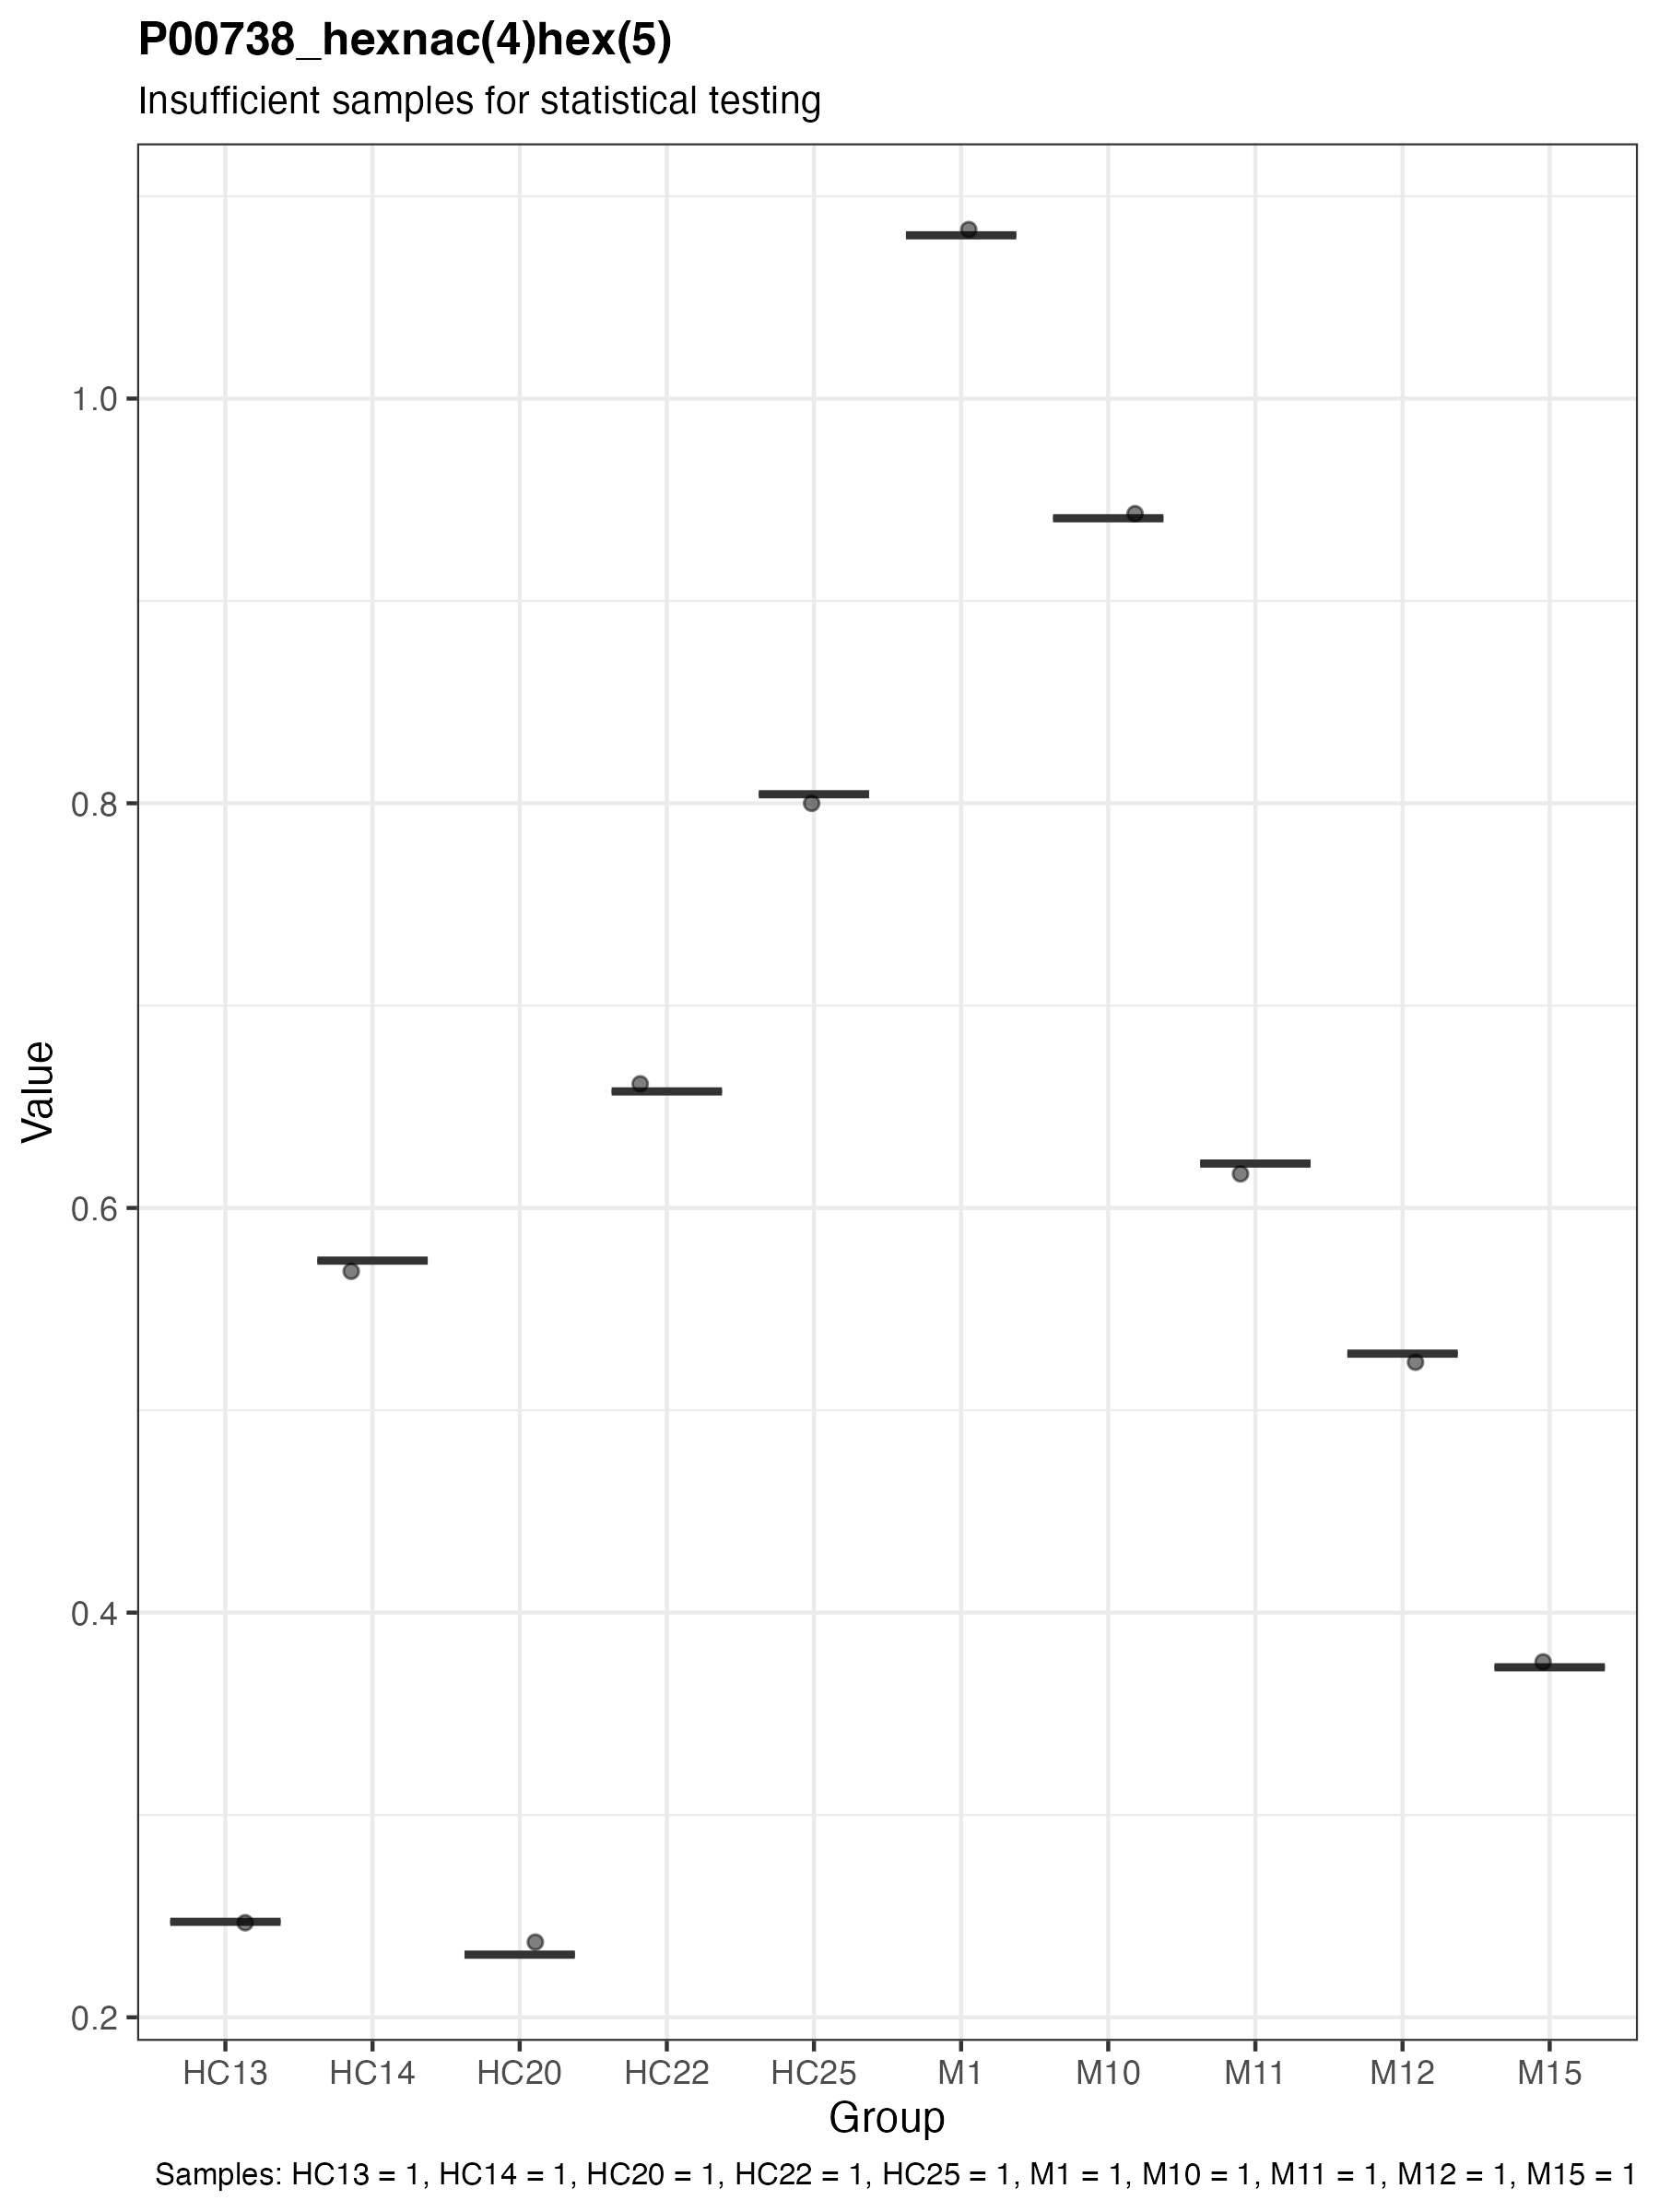 P00738_hexnac(4)hex(5)
Insufficient samples for statistical testing
Value
1.0
0.8
0.6
0.4
0.2
HC13 HC14 HC20 HC22 HC25 M1 M10 M11 M12 M15
Group
Samples: HC13 = 1, HC14 = 1, HC20 = 1, HC22 = 1, HC25 = 1, M1 = 1, M10 = 1, M11 = 1, M12 = 1, M15 = 1